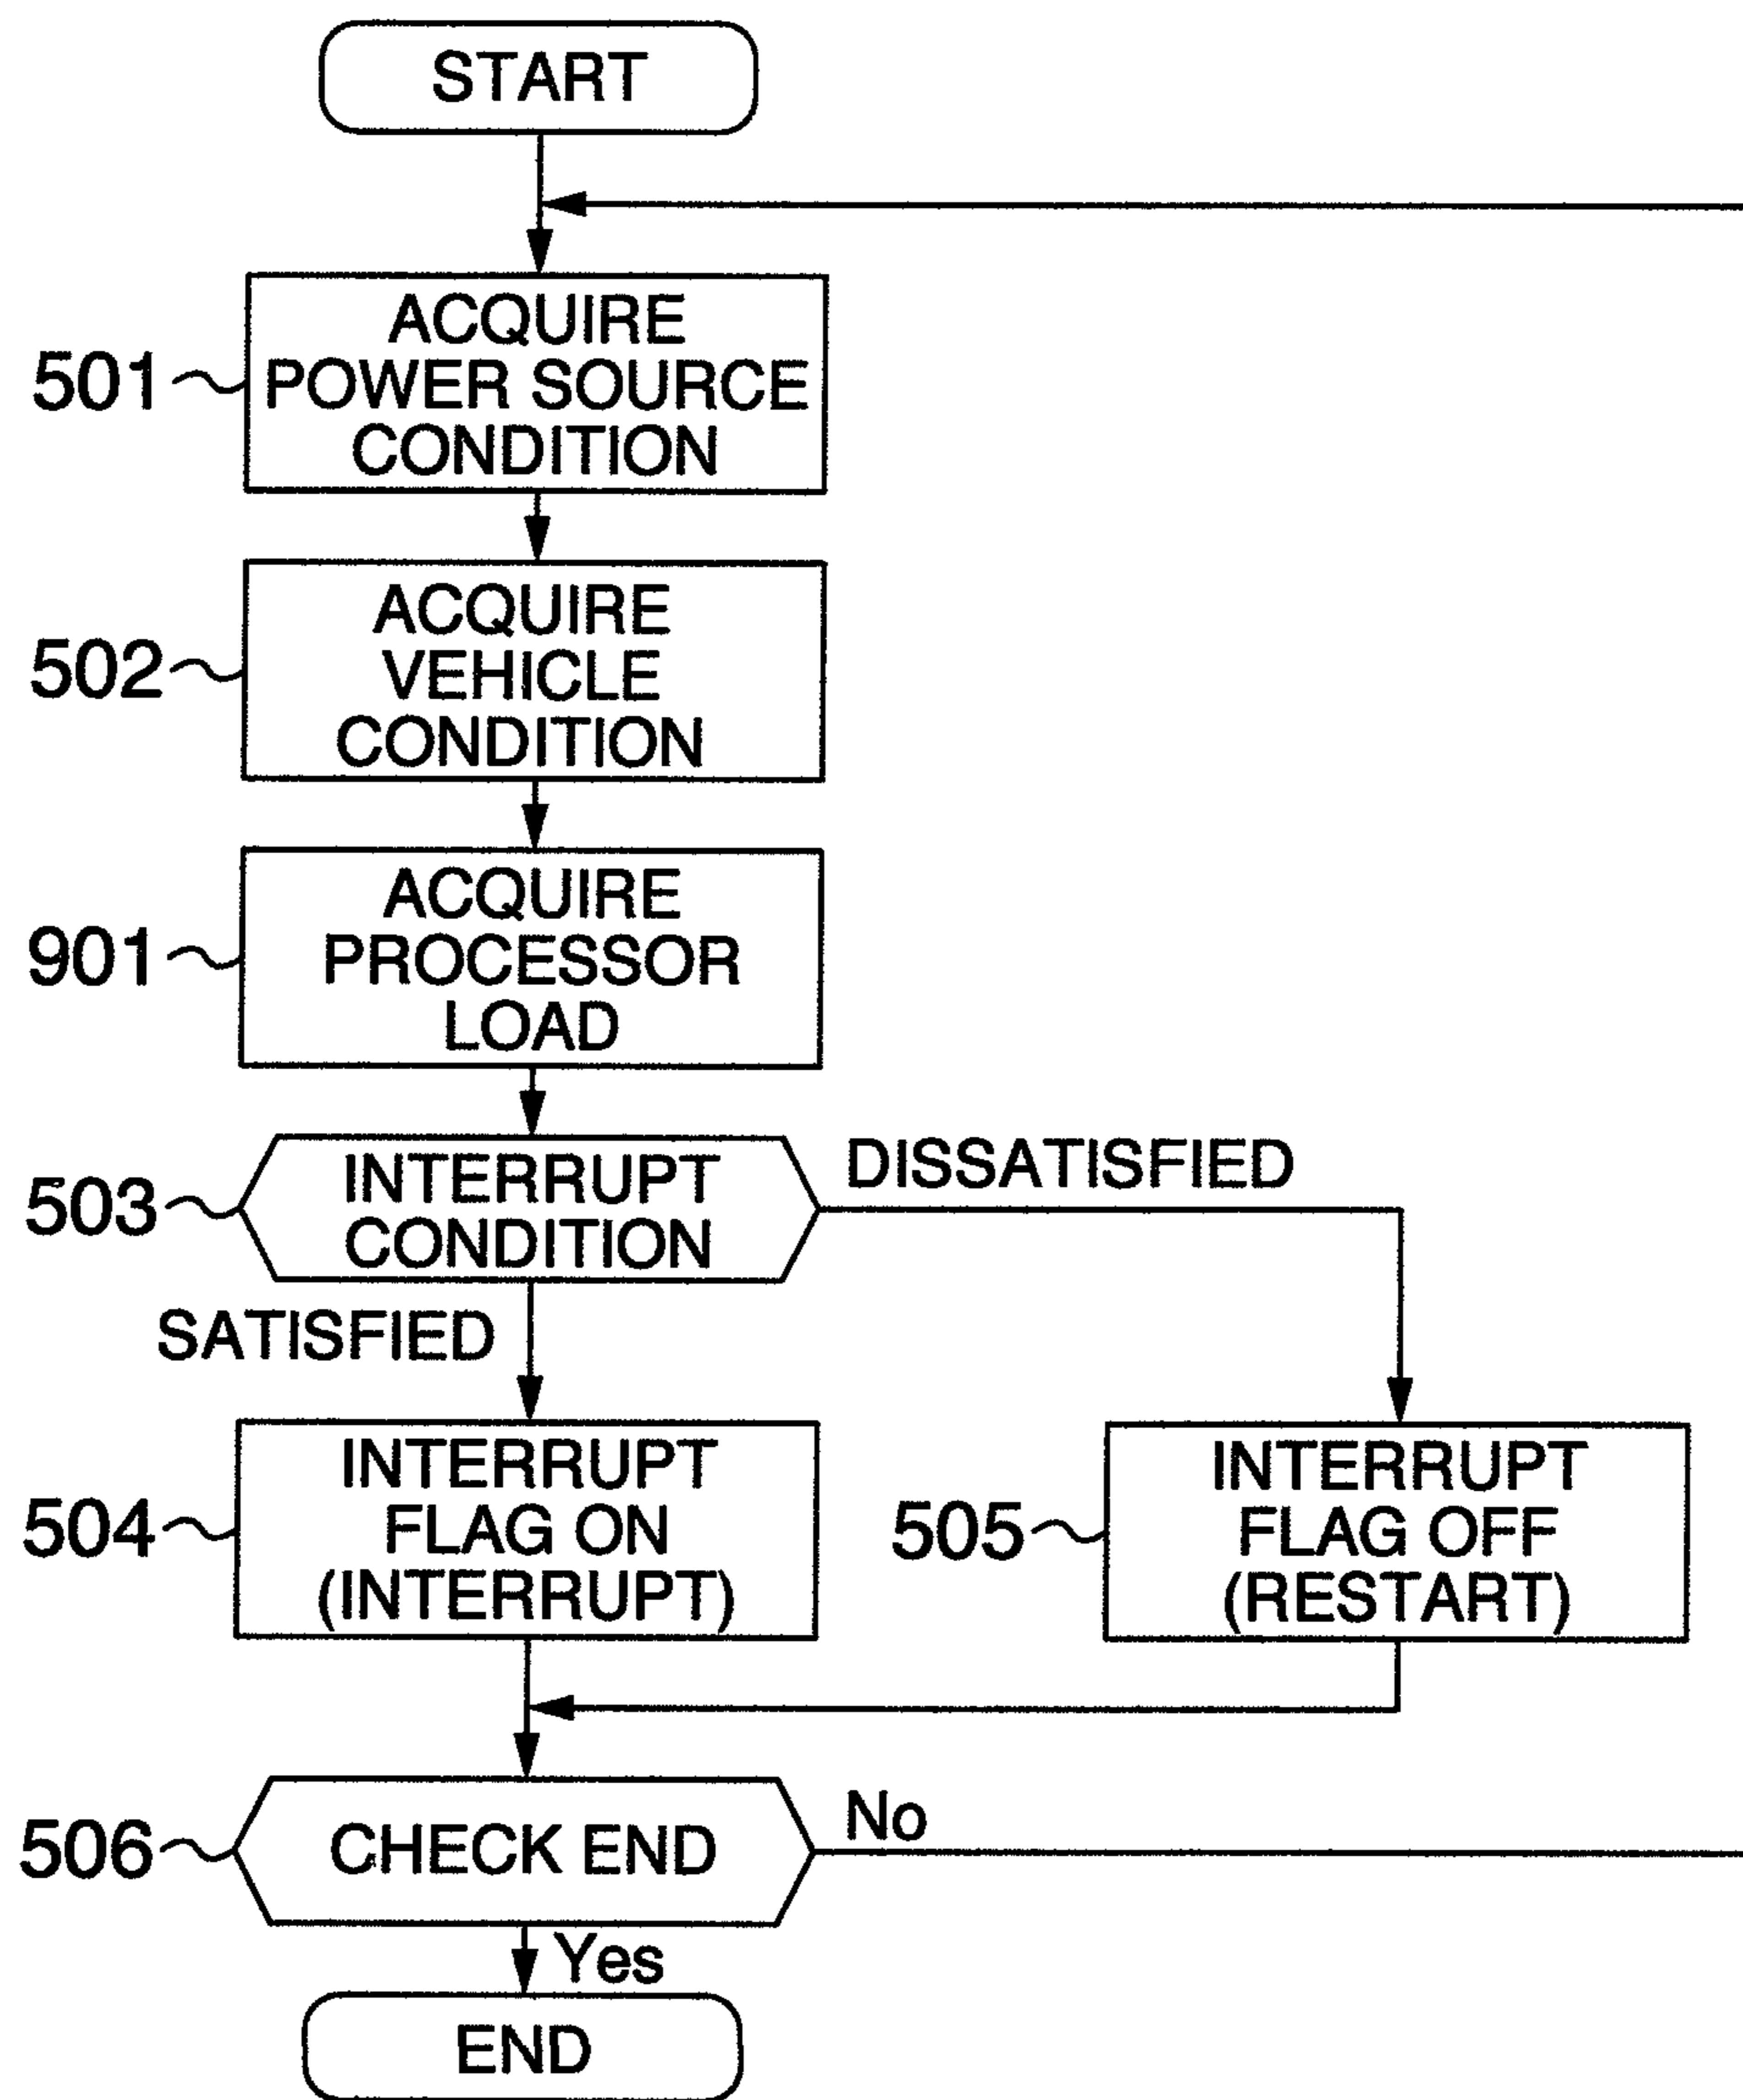 START
501
ACQUIRE
POWER SOURCE
CONDITION
502
ACQUIRE
VEHICLE
CONDITION
901
ACQUIRE
PROCESSOR
LOAD
503
INTERRUPT
CONDITION
DISSATISFIED
SATISFIED
504
INTERRUPT
FLAG ON
(INTERRUPT)
505
INTERRUPT
FLAG OFF
(RESTART)
506
CHECK END
No
Yes
END